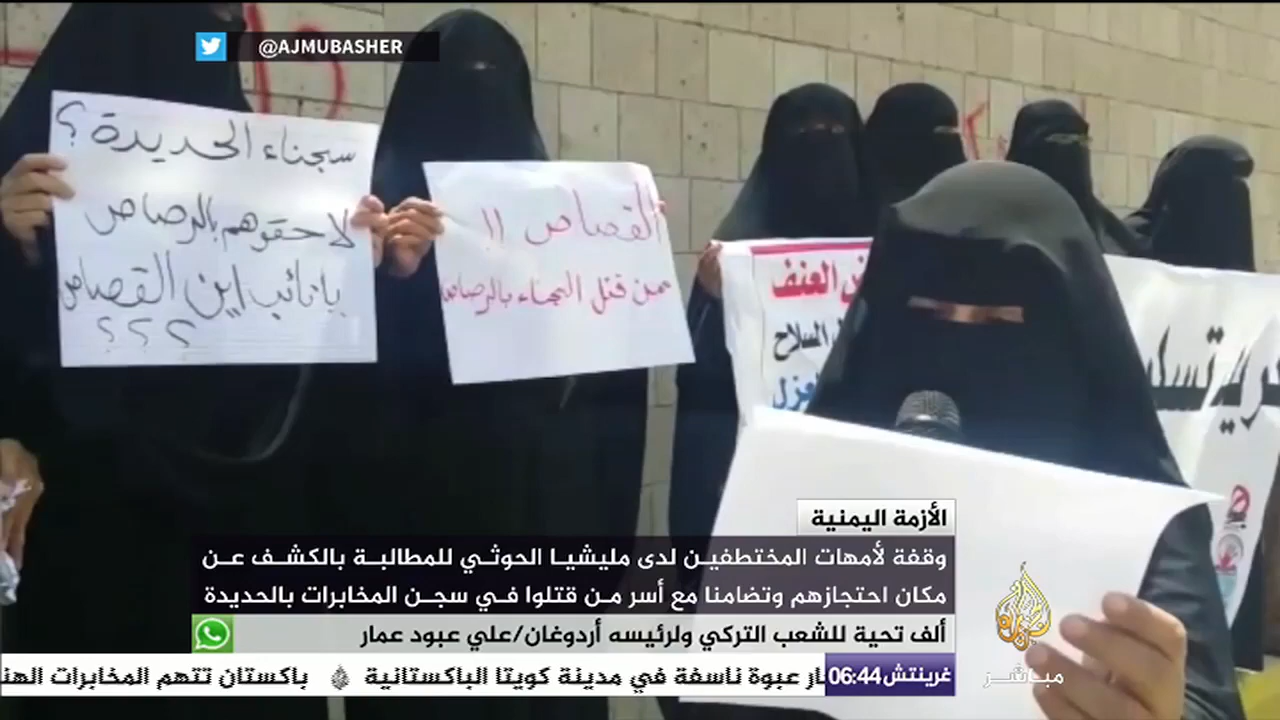 @AJMUBASHER
سجناء الحديدة ؟
لاحقوهم بالرصاص
يا نائب اين القصاص
؟ ؟ ؟
القصاص !!
ممن قتل السجناء بالرصاص
العنف
السلاح
الأزمة اليمنية
وقفة لأمهات المختطفين لدى مليشيا الحوثي للمطالبة بالكشف عن
مكان احتجازهم وتضامنا مع أسر من قتلوا في سجن المخابرات بالحديدة
ألف تحية للشعب التركي ولرئيسه أردوغان/علي عبود عمار
غرينتش 06:44
عبوة ناسفة في مدينة كويتا الباكستانية
باكستان تتهم المخابرات
مباشر